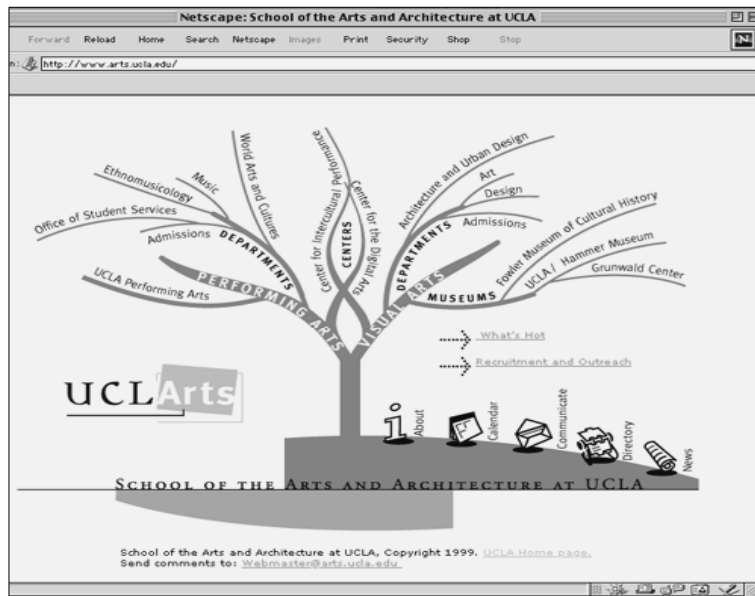 Netscape: School of the Arts and Architecture at UCLA
Forward Reload Home Search Netscape Images Print Security Shop Stop
N
n: http://www.arts.ucla.edu/
Office of Student Services
Ethnomusicology
Music
Admissions
DEPARTMENTS
World Arts and Cultures
UCLA Performing Arts
PERFORMING ARTS
Center for Intercultural Performance
CENTERS
Center for the Digital Arts
VISUAL ARTS
DEPARTMENTS
Architecture and Urban Design
Art
Design
Admissions
MUSEUMS
Fowler Museum of Cultural History
UCLA/ Hammer Museum
Grunwald Center
What's Hot
Recruitment and Outreach
UCLArts
i
About
Calendar
Communicate
Directory
News
SCHOOL OF THE ARTS AND ARCHITECTURE AT UCLA
School of the Arts and Architecture at UCLA, Copyright 1999. UCLA Home page.
Send comments to: Webmaster@arts.ucla.edu